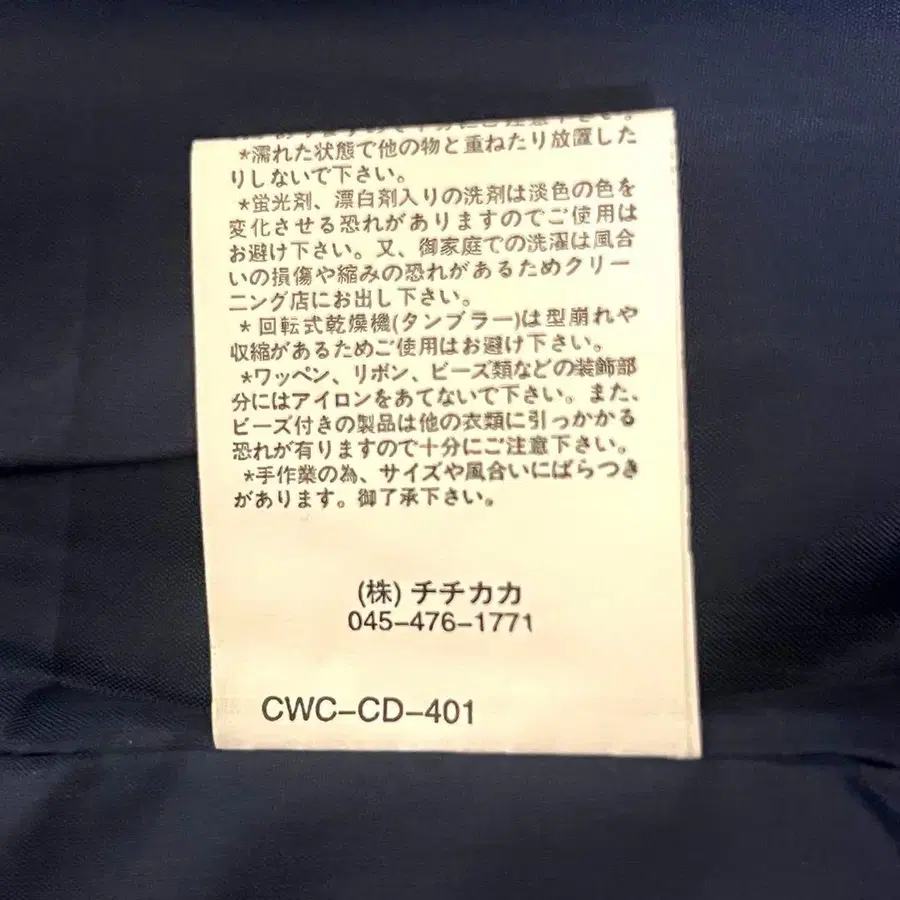 *濡れた状態で他の物と重ねたり放置した
りしないで下さい。
*蛍光剤、漂白剤入りの洗剤は淡色の色を
変化させる恐れがありますのでご使用は
お避け下さい。又、御家庭での洗濯は風合
いの損傷や縮みの恐れがあるためクリー
ニング店にお出し下さい。
*回転式乾燥機(タンブラー)は型崩れや
収縮があるためご使用はお避け下さい。
*ワッペン、リボン、ビーズ類などの装飾部
分にはアイロンをあてないで下さい。また、
ビーズ付きの製品は他の衣類に引っかかる
恐れが有りますので十分にご注意下さい。
*手作業の為、サイズや風合いにばらつき
があります。御了承下さい。
(株)チチカカ
045-476-1771
CWC-CD-401